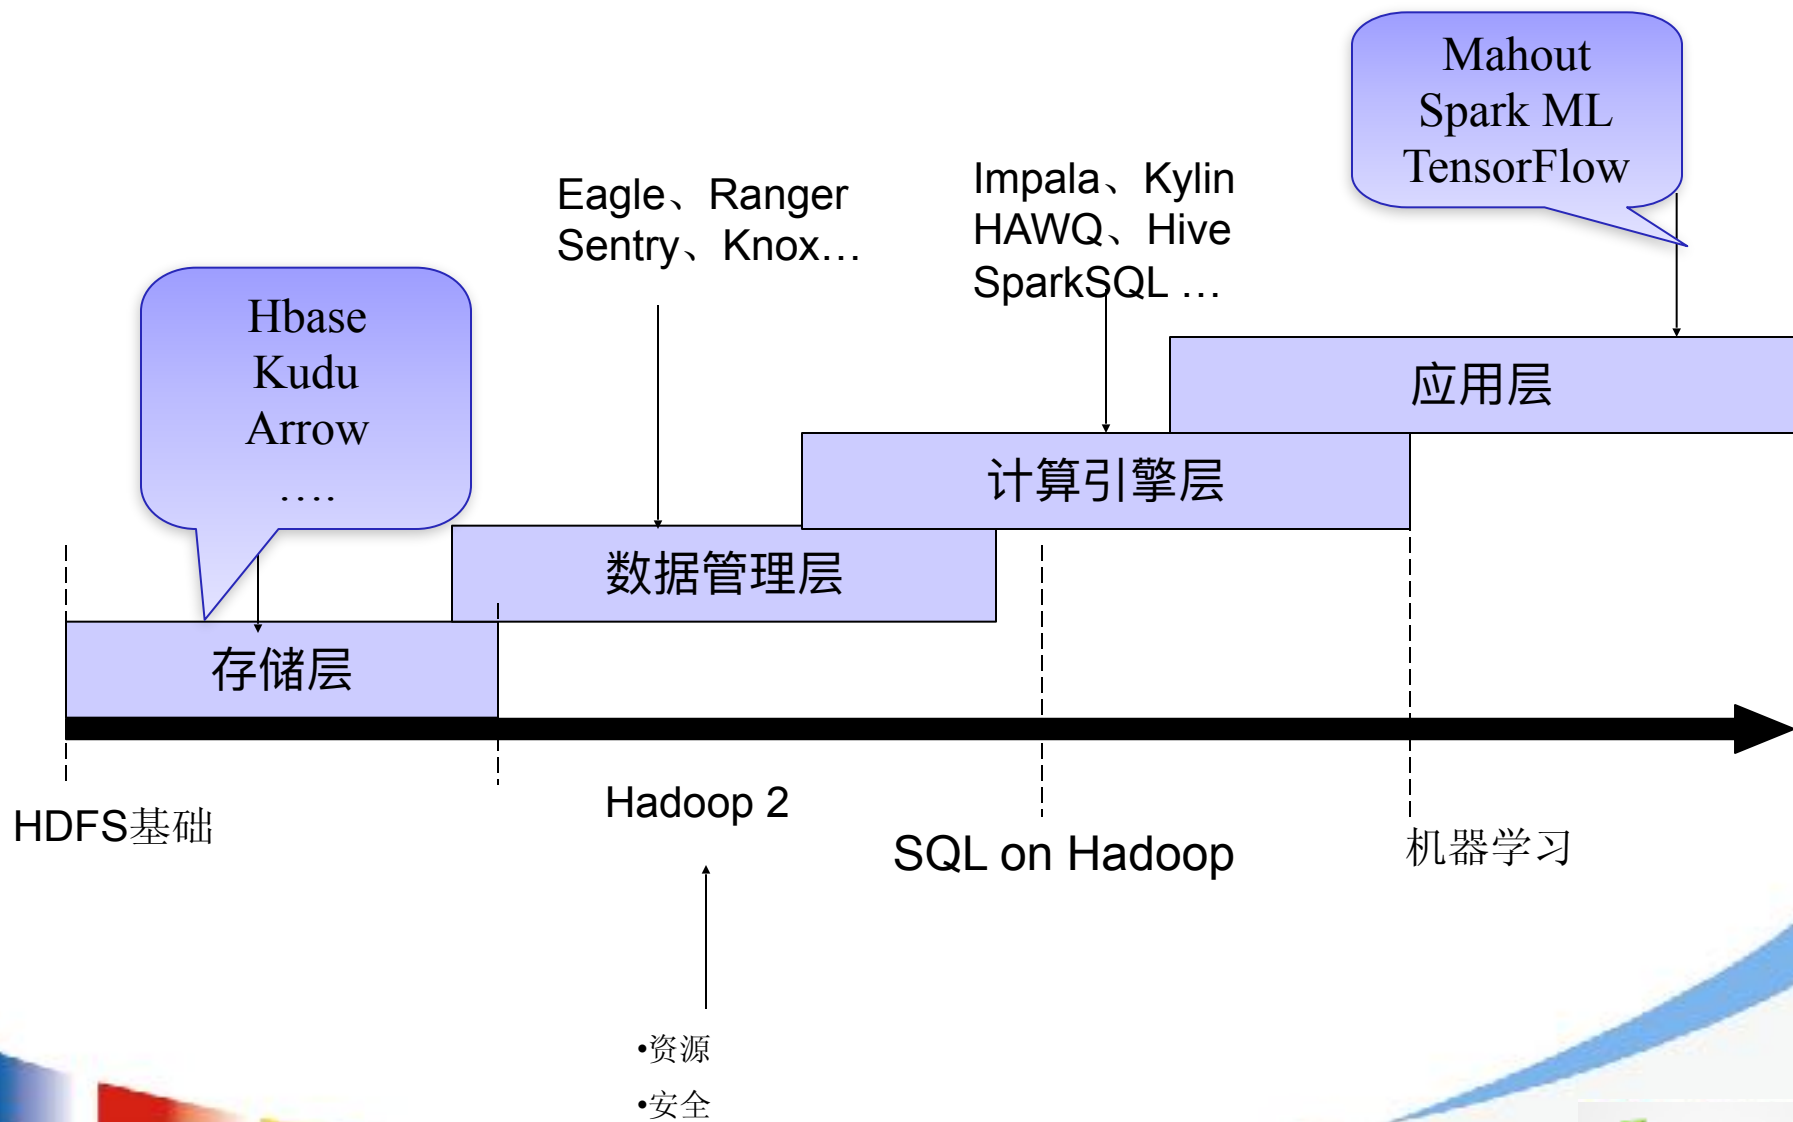 Mahout
Spark ML
TensorFlow
Eagle、Ranger
Sentry、Knox…
Impala、Kylin
HAWQ、Hive
SparkSQL …
Hbase
Kudu
Arrow
….
应用层
计算引擎层
数据管理层
存储层
HDFS基础
Hadoop 2
SQL on Hadoop
机器学习
•资源
•安全